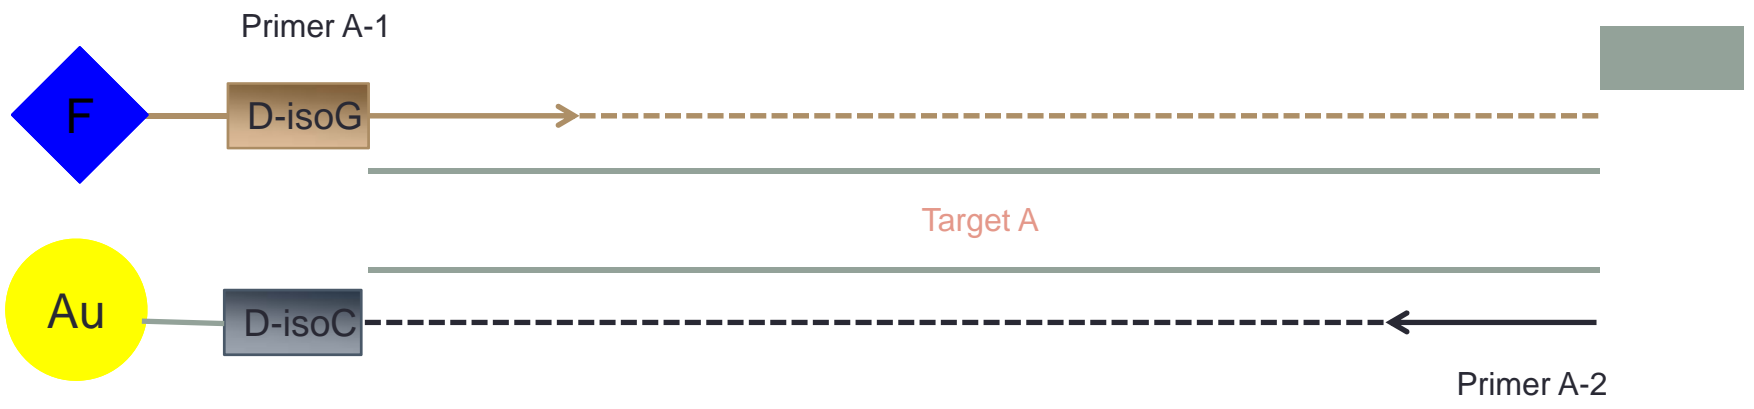 Primer A-1
F
D-isoG
Target A
Au
D-isoC
Primer A-2